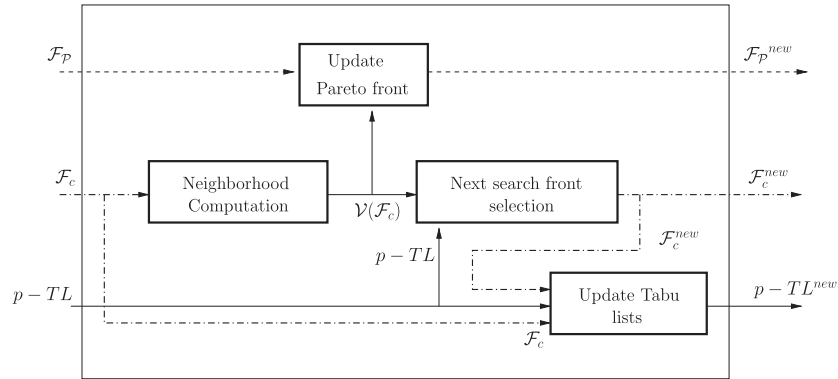 𝓕_𝒫
Update
Pareto front
𝓕_𝒫^{new}
𝓕_c
Neighborhood
Computation
𝒱(𝓕_c)
Next search front
selection
𝓕_c^{new}
𝓕_c^{new}
p − TL
p − TL
Update Tabu
lists
p − TL^{new}
𝓕_c